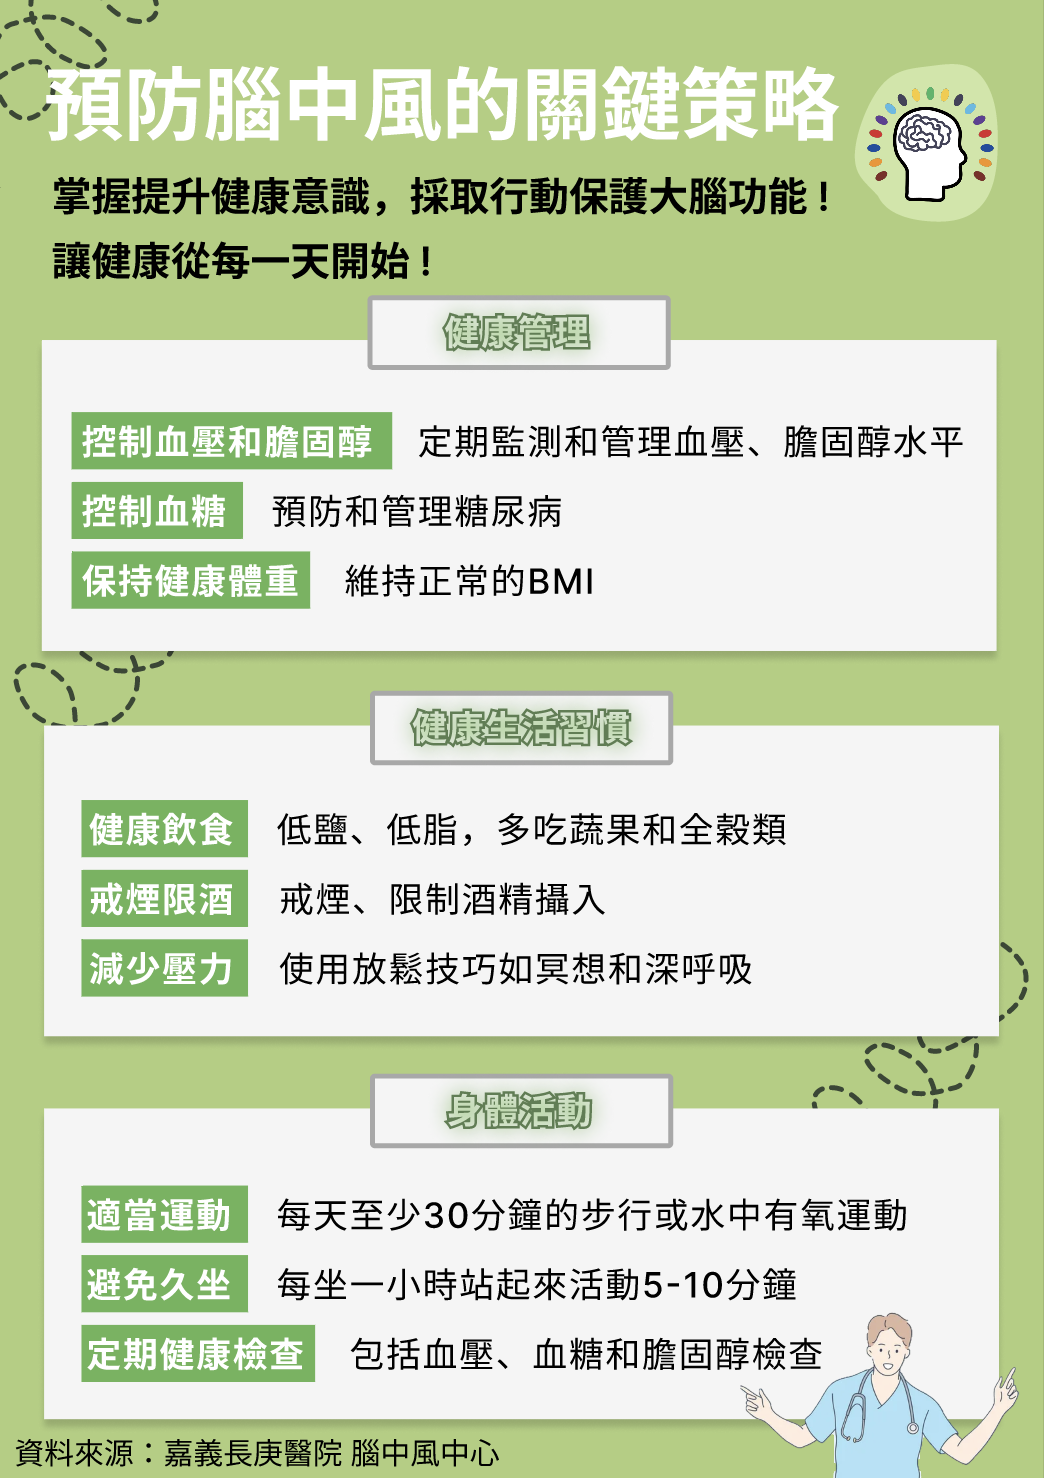 預防腦中風的關鍵策略
掌握提升健康意識，採取行動保護大腦功能！
讓健康從每一天開始！
健康管理
控制血壓和膽固醇 定期監測和管理血壓、膽固醇水平
控制血糖 預防和管理糖尿病
保持健康體重 維持正常的BMI
健康生活習慣
健康飲食 低鹽、低脂，多吃蔬果和全穀類
戒煙限酒 戒煙、限制酒精攝入
減少壓力 使用放鬆技巧如冥想和深呼吸
身體活動
適當運動 每天至少30分鐘的步行或水中有氧運動
避免久坐 每坐一小時站起來活動5-10分鐘
定期健康檢查 包括血壓、血糖和膽固醇檢查
資料來源：嘉義長庚醫院 腦中風中心